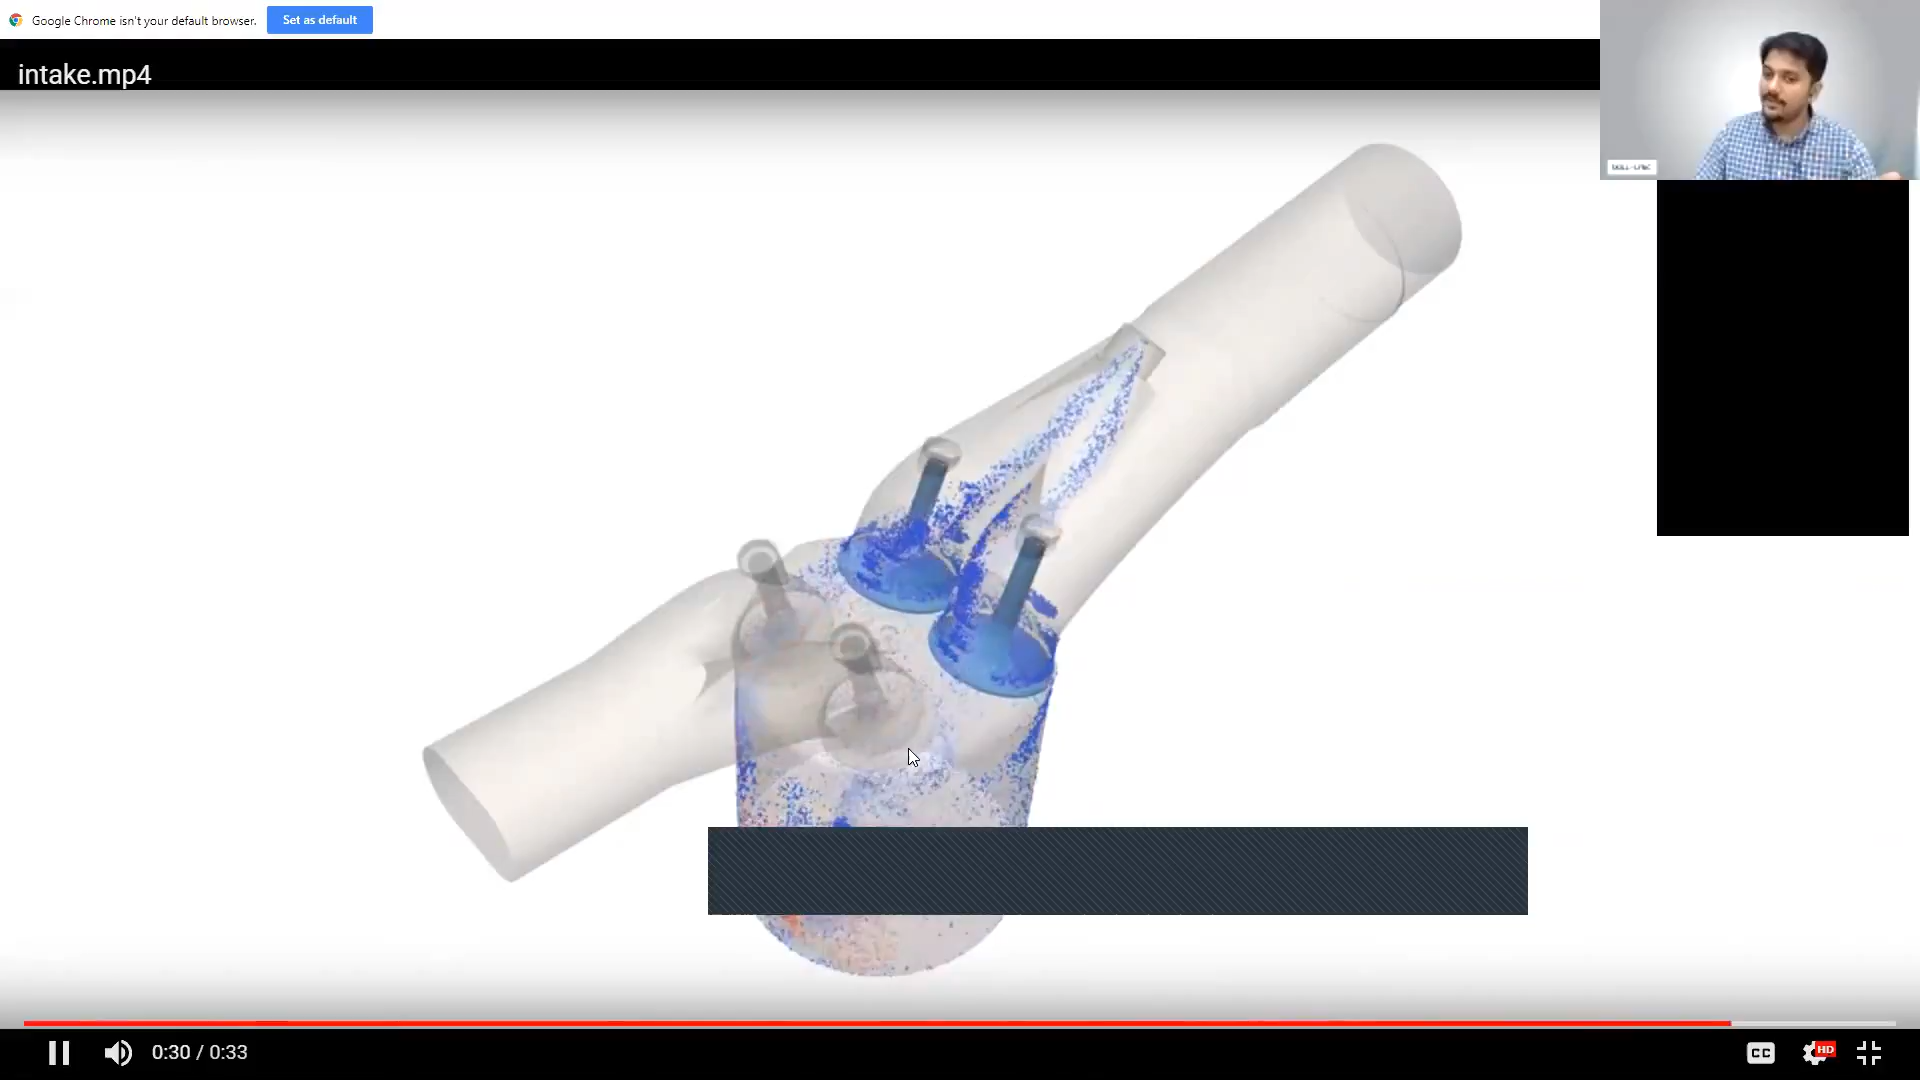 Google Chrome isn't your default browser. Set as default
intake.mp4
0:30 / 0:33
CC
HD